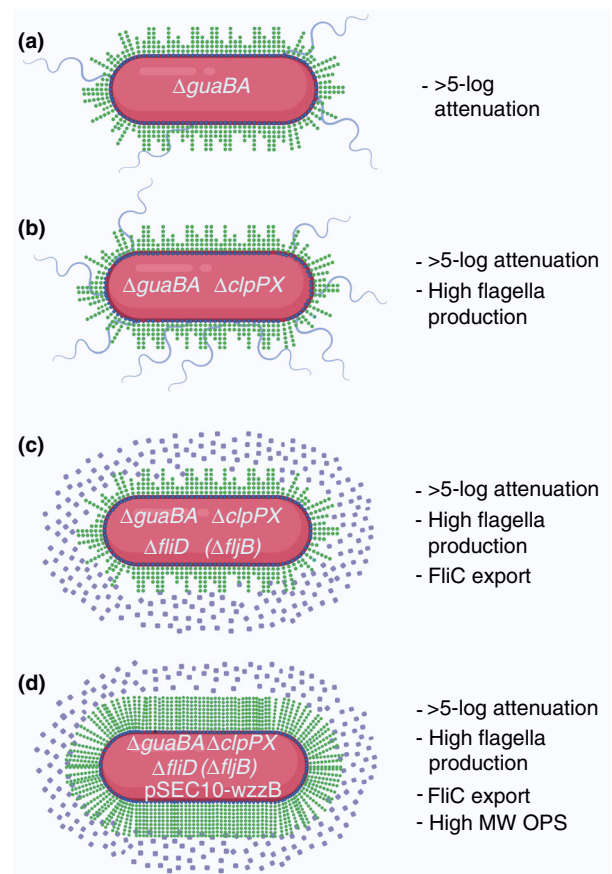 (a)
ΔguaBA
- >5-log
attenuation
(b)
ΔguaBA ΔclpPX
- >5-log attenuation
- High flagella
production
(c)
ΔguaBA ΔclpPX
ΔfliD (ΔfljB)
- >5-log attenuation
- High flagella
production
- FliC export
(d)
ΔguaBA ΔclpPX
ΔfliD (ΔfljB)
pSEC10-wzzB
- >5-log attenuation
- High flagella
production
- FliC export
- High MW OPS